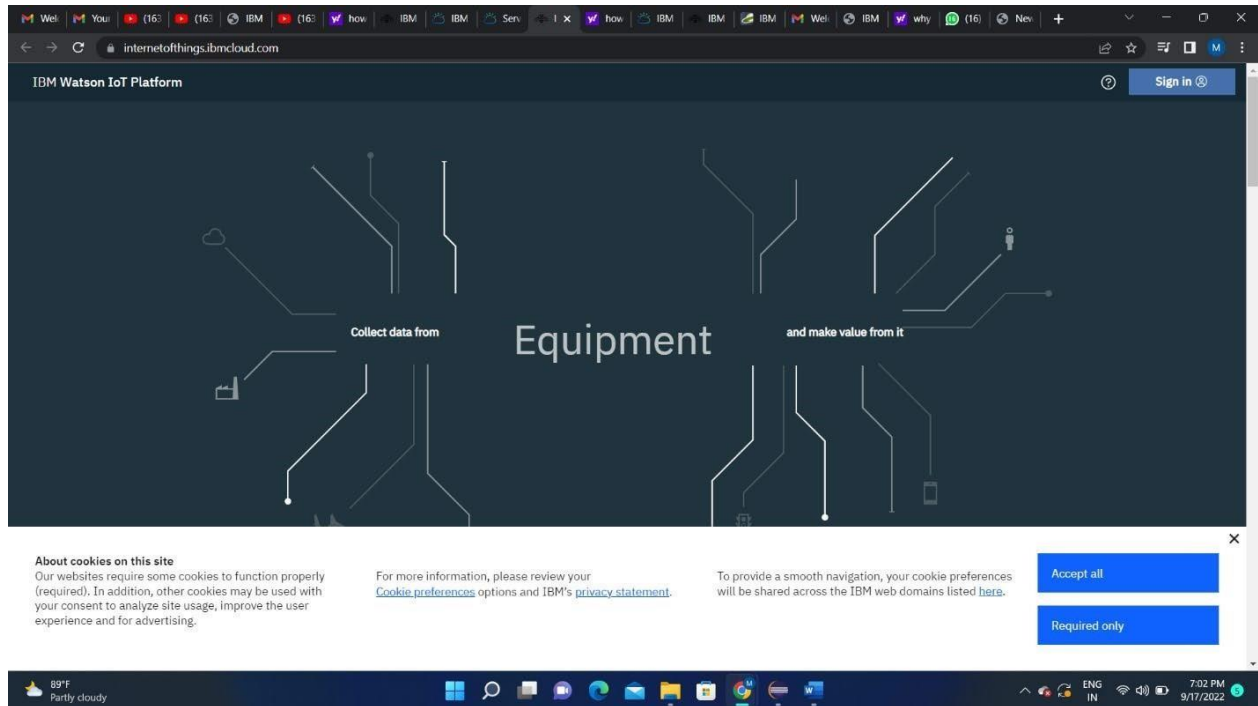 Wel
You
(163
(163
IBM
(163
how
IBM
IBM
Serv
I
how
IBM
IBM
IBM
Wel
IBM
why
(16)
New
internetofthings.ibmcloud.com
M
IBM Watson IoT Platform
Sign in
Collect data from
Equipment
and make value from it
About cookies on this site
Our websites require some cookies to function properly
(required). In addition, other cookies may be used with
your consent to analyze site usage, improve the user
experience and for advertising.
For more information, please review your
Cookie preferences options and IBM's privacy statement.
To provide a smooth navigation, your cookie preferences
will be shared across the IBM web domains listed here.
Accept all
Required only
89°F
Partly cloudy
ENG
IN
7:02 PM
9/17/2022
5